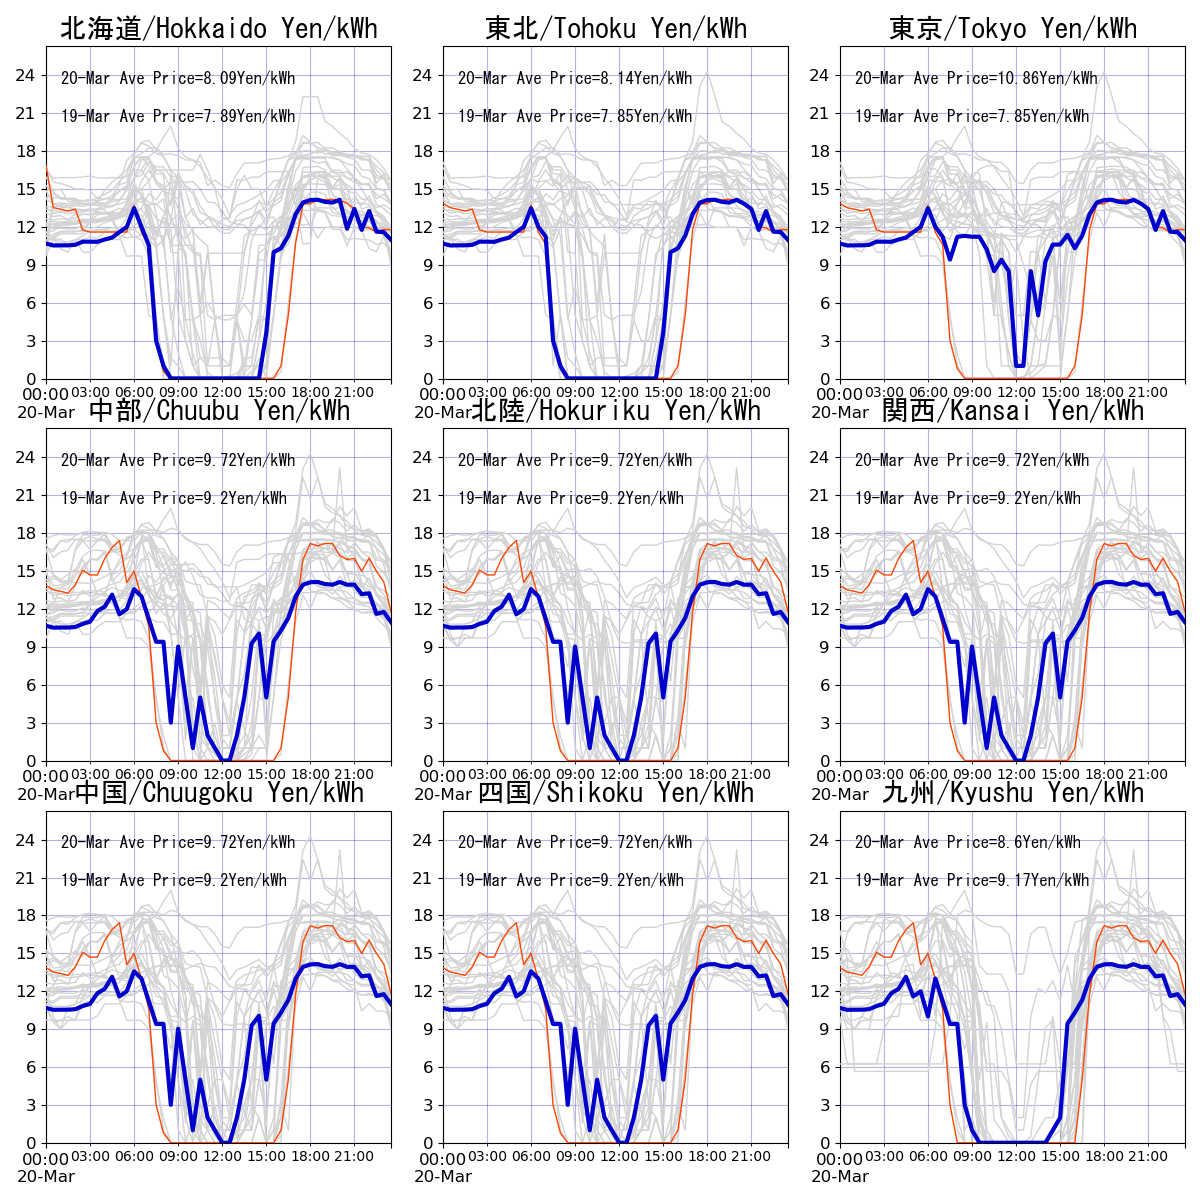 北海道/Hokkaido Yen/kWh
東北/Tohoku Yen/kWh
東京/Tokyo Yen/kWh
24
21
18
15
12
9
6
3
0
20-Mar Ave Price=8.09Yen/kWh
19-Mar Ave Price=7.89Yen/kWh
00:00 03:00 06:00 09:00 12:00 15:00 18:00 21:00
20-Mar
24
21
18
15
12
9
6
3
0
20-Mar Ave Price=8.14Yen/kWh
19-Mar Ave Price=7.85Yen/kWh
00:00 03:00 06:00 09:00 12:00 15:00 18:00 21:00
20-Mar
24
21
18
15
12
9
6
3
0
20-Mar Ave Price=10.86Yen/kWh
19-Mar Ave Price=7.85Yen/kWh
00:00 03:00 06:00 09:00 12:00 15:00 18:00 21:00
20-Mar
中部/Chuubu Yen/kWh
北陸/Hokuriku Yen/kWh
関西/Kansai Yen/kWh
24
21
18
15
12
9
6
3
0
20-Mar Ave Price=9.72Yen/kWh
19-Mar Ave Price=9.2Yen/kWh
00:00 03:00 06:00 09:00 12:00 15:00 18:00 21:00
20-Mar
24
21
18
15
12
9
6
3
0
20-Mar Ave Price=9.72Yen/kWh
19-Mar Ave Price=9.2Yen/kWh
00:00 03:00 06:00 09:00 12:00 15:00 18:00 21:00
20-Mar
24
21
18
15
12
9
6
3
0
20-Mar Ave Price=9.72Yen/kWh
19-Mar Ave Price=9.2Yen/kWh
00:00 03:00 06:00 09:00 12:00 15:00 18:00 21:00
20-Mar
中国/Chuugoku Yen/kWh
四国/Shikoku Yen/kWh
九州/Kyushu Yen/kWh
24
21
18
15
12
9
6
3
0
20-Mar Ave Price=9.72Yen/kWh
19-Mar Ave Price=9.2Yen/kWh
00:00 03:00 06:00 09:00 12:00 15:00 18:00 21:00
20-Mar
24
21
18
15
12
9
6
3
0
20-Mar Ave Price=9.72Yen/kWh
19-Mar Ave Price=9.2Yen/kWh
00:00 03:00 06:00 09:00 12:00 15:00 18:00 21:00
20-Mar
24
21
18
15
12
9
6
3
0
20-Mar Ave Price=8.6Yen/kWh
19-Mar Ave Price=9.17Yen/kWh
00:00 03:00 06:00 09:00 12:00 15:00 18:00 21:00
20-Mar